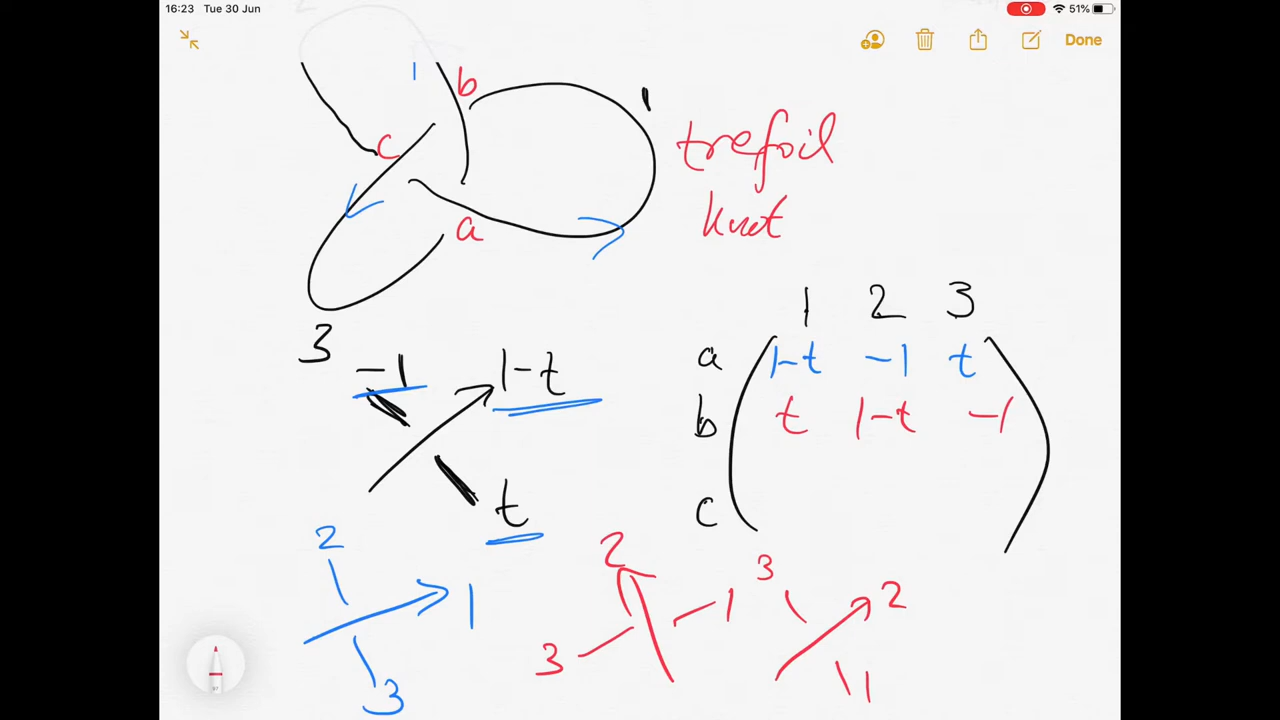 16:23 Tue 30 Jun
51%
Done
1 b 1
c
trefoil
knot
a
3
1 2 3
a 1-t -1 t
b t 1-t -1
c
-1 1-t
t
2
1
3
2
1
3
3
2
1